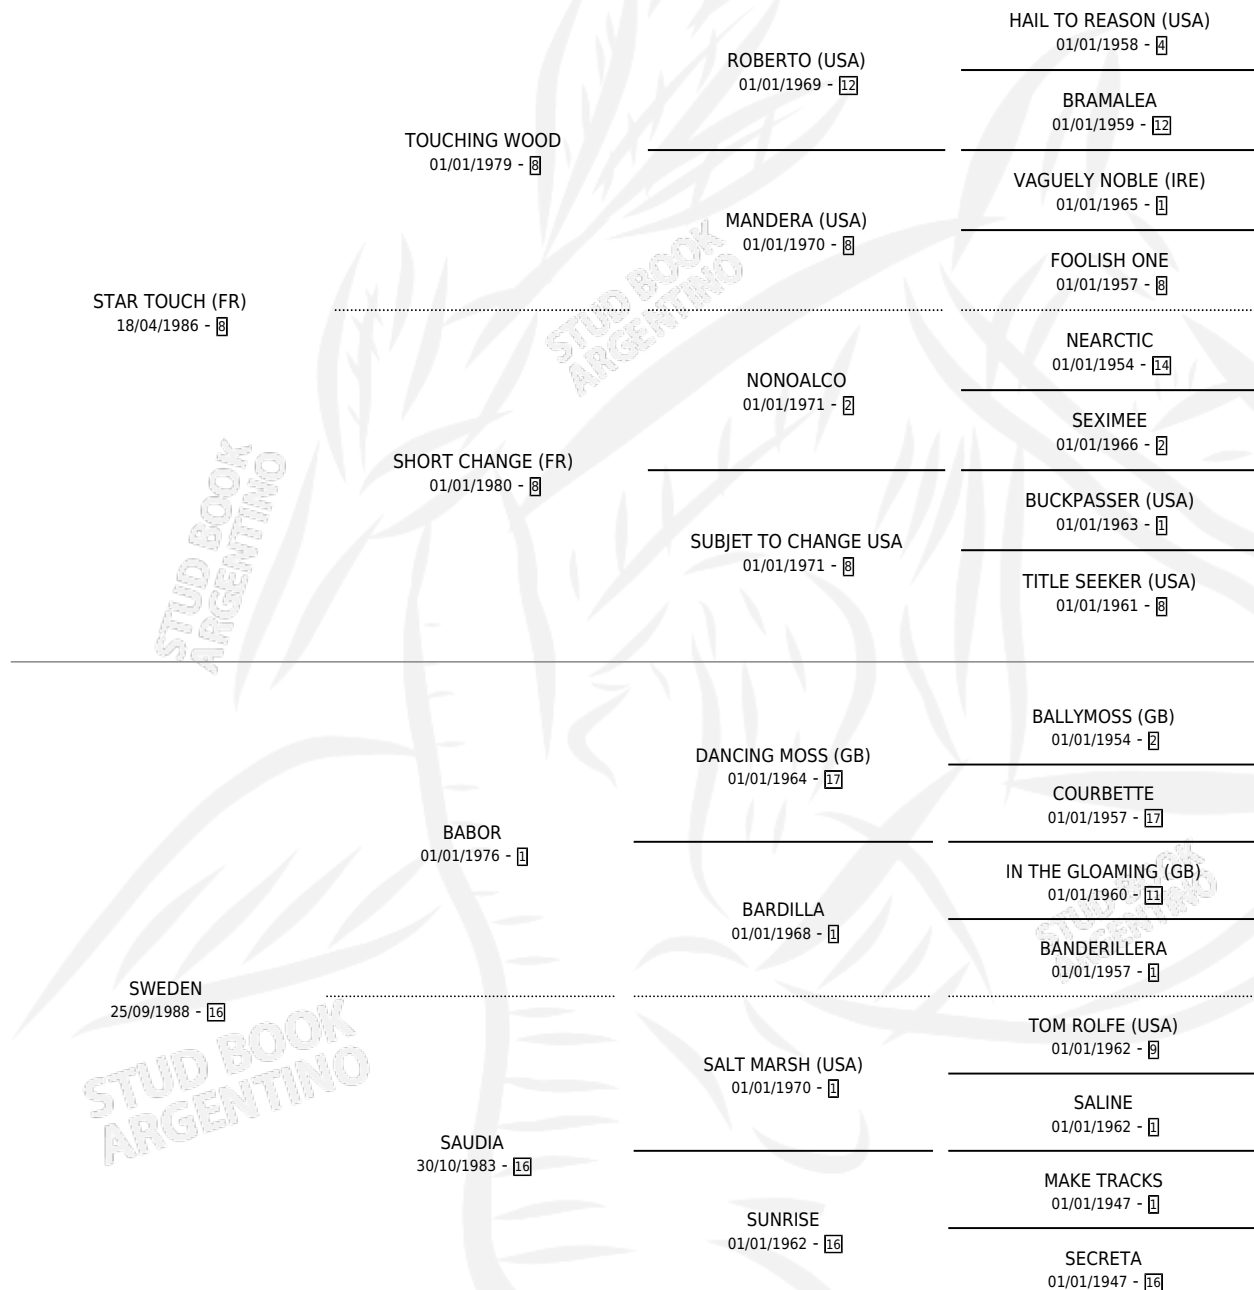 HAIL TO REASON (USA)
01/01/1958 - 4
ROBERTO (USA)
01/01/1969 - 12
BRAMALEA
01/01/1959 - 12
TOUCHING WOOD
01/01/1979 - 8
VAGUELY NOBLE (IRE)
01/01/1965 - 1
MANDERA (USA)
01/01/1970 - 8
FOOLISH ONE
01/01/1957 - 8
STAR TOUCH (FR)
18/04/1986 - 8
STUD BOOK
ARGENTINO
NEARCTIC
01/01/1954 - 14
NONOALCO
01/01/1971 - 2
SEXIMEE
01/01/1966 - 2
SHORT CHANGE (FR)
01/01/1980 - 8
BUCKPASSER (USA)
01/01/1963 - 1
SUBJET TO CHANGE USA
01/01/1971 - 8
TITLE SEEKER (USA)
01/01/1961 - 8
STUD BOOK
ARGENTINO
BALLYMOSS (GB)
01/01/1954 - 2
DANCING MOSS (GB)
01/01/1964 - 17
COURBETTE
01/01/1957 - 17
BABOR
01/01/1976 - 1
IN THE GLOAMING (GB)
01/01/1960 - 11
BARDILLA
01/01/1968 - 1
STUD BOOK
ARGENTINO
BANDERILLERA
01/01/1957 - 1
SWEDEN
25/09/1988 - 16
STUD BOOK
ARGENTINO
TOM ROLFE (USA)
01/01/1962 - 9
SALT MARSH (USA)
01/01/1970 - 1
SALINE
01/01/1962 - 1
SAUDIA
30/10/1983 - 16
MAKE TRACKS
01/01/1947 - 1
SUNRISE
01/01/1962 - 16
SECRETA
01/01/1947 - 16